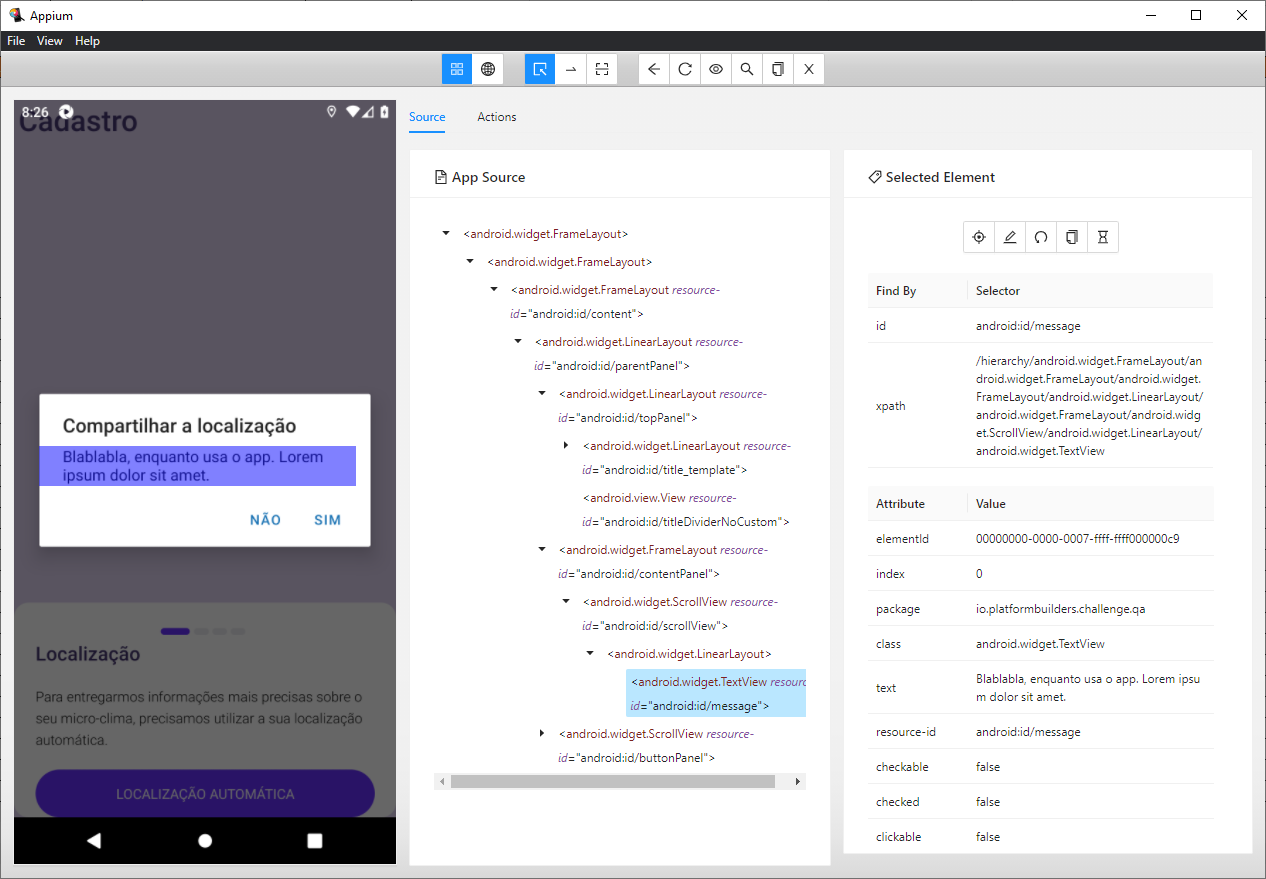 Appium
File View Help
8:26
Cadastro
Compartilhar a localização
Blablabla, enquanto usa o app. Lorem
ipsum dolor sit amet.
NÃO SIM
Localização
Para entregarmos informações mais precisas sobre o
seu micro-clima, precisamos utilizar a sua localização
automática.
LOCALIZAÇÃO AUTOMÁTICA
Source Actions
App Source
<android.widget.FrameLayout>
<android.widget.FrameLayout>
<android.widget.FrameLayout resource-
id="android:id/content">
<android.widget.LinearLayout resource-
id="android:id/parentPanel">
<android.widget.LinearLayout resource-
id="android:id/topPanel">
<android.widget.LinearLayout resource-
id="android:id/title_template">
<android.view.View resource-
id="android:id/titleDividerNoCustom">
<android.widget.FrameLayout resource-
id="android:id/contentPanel">
<android.widget.ScrollView resource-
id="android:id/scrollView">
<android.widget.LinearLayout>
<android.widget.TextView resourc
id="android:id/message">
<android.widget.ScrollView resource-
id="android:id/buttonPanel">
Selected Element
Find By Selector
id android:id/message
xpath
/hierarchy/android.widget.FrameLayout/an
droid.widget.FrameLayout/android.widget.
FrameLayout/android.widget.LinearLayout/
android.widget.FrameLayout/android.widg
et.ScrollView/android.widget.LinearLayout/
android.widget.TextView
Attribute Value
elementId 00000000-0000-0007-ffff-ffff000000c9
index 0
package io.platformbuilders.challenge.qa
class android.widget.TextView
text Blablabla, enquanto usa o app. Lorem ipsu
m dolor sit amet.
resource-id android:id/message
checkable false
checked false
clickable false